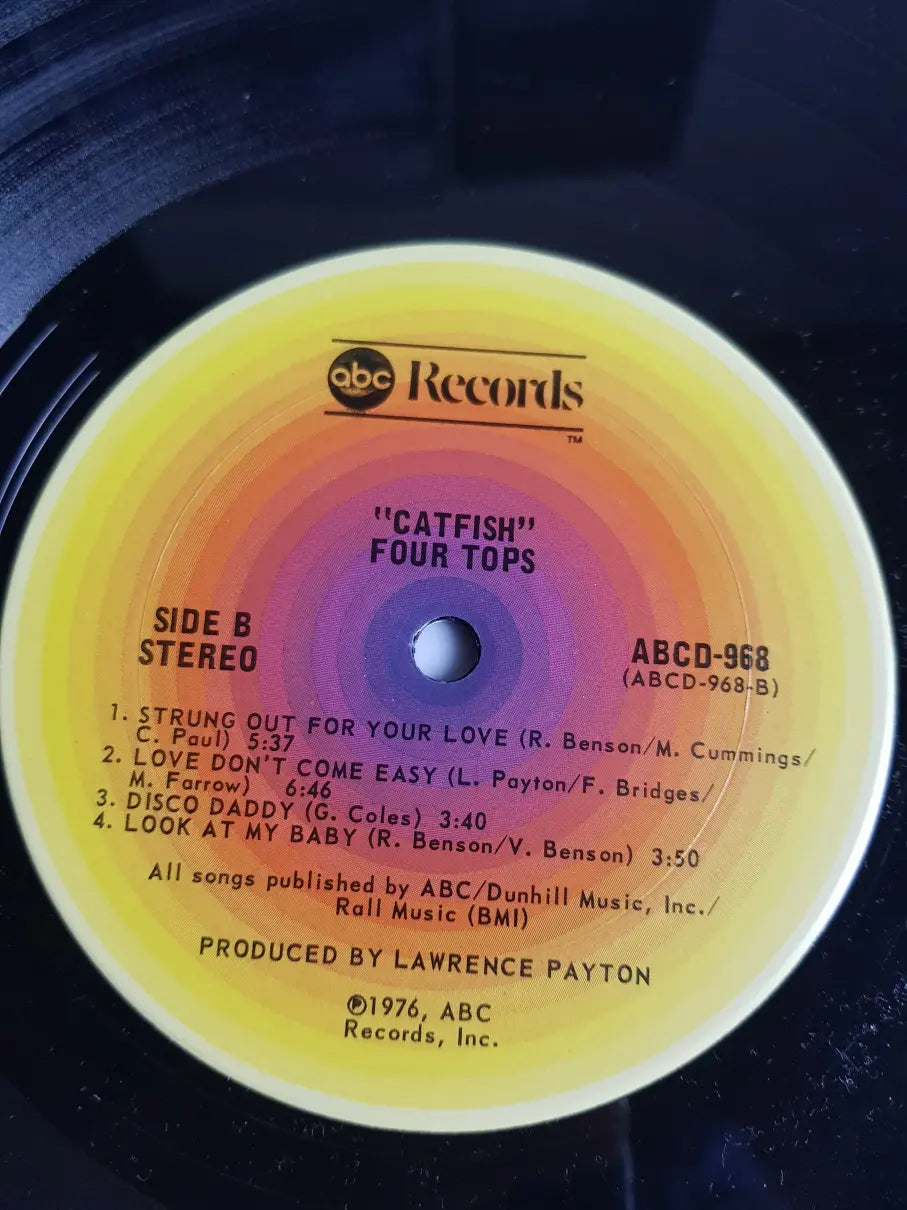 abc Records
TM
"CATFISH"
FOUR TOPS
SIDE B
STEREO
ABCD-968
(ABCD-968-B)
1. STRUNG OUT FOR YOUR LOVE (R. Benson/M. Cummings/
C. Paul) 5:37
2. LOVE DON'T COME EASY (L. Payton/F. Bridges/
M. Farrow) 6:46
3. DISCO DADDY (G. Coles) 3:40
4. LOOK AT MY BABY (R. Benson/V. Benson) 3:50
All songs published by ABC/Dunhill Music, Inc./
Rall Music (BMI)
PRODUCED BY LAWRENCE PAYTON
℗1976, ABC
Records, Inc.